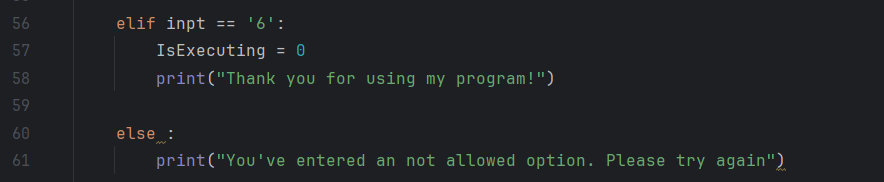 56 elif inpt == '6':
57 IsExecuting = 0
58 print("Thank you for using my program!")
59
60 else :
61 print("You've entered an not allowed option. Please try again")